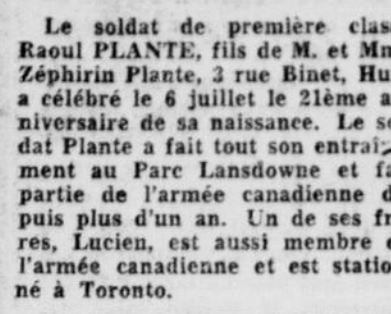 Le soldat de première clas
Raoul PLANTE, fils de M. et Mm
Zéphirin Plante, 3 rue Binet, Hu
a célébré le 6 juillet le 21ème a
niversaire de sa naissance. Le so
dat Plante a fait tout son entraî
ment au Parc Lansdowne et fa
partie de l'armée canadienne d
puis plus d'un an. Un de ses fr
res, Lucien, est aussi membre d
l'armée canadienne et est statio
né à Toronto.